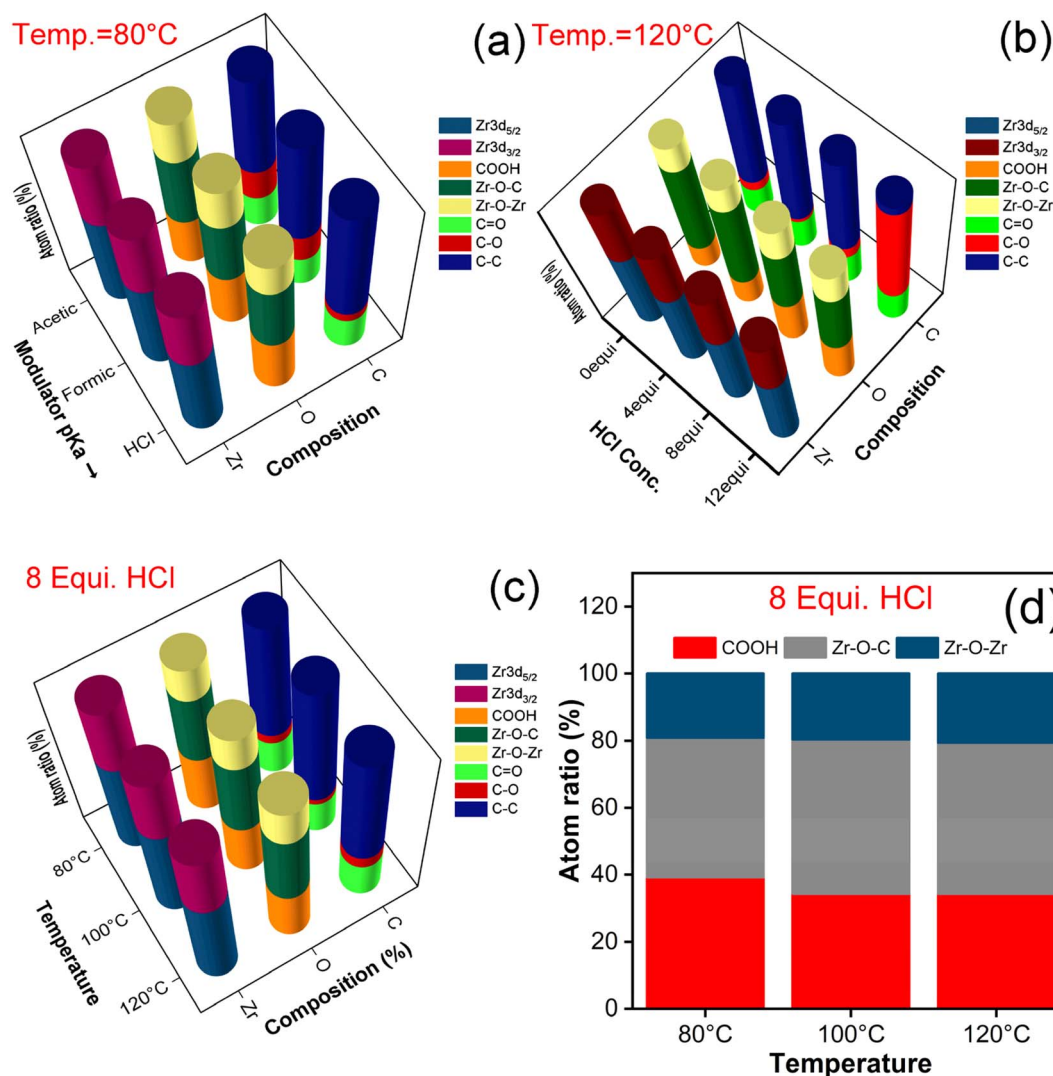 Temp.=80°C
(a)
Atom ratio (%)
Acetic
Formic
HCl
Modulator pKa →
Zr
O
C
Composition
Zr3d5/2
Zr3d3/2
COOH
Zr-O-C
Zr-O-Zr
C=O
C-O
C-C
Temp.=120°C
(b)
Atom ratio (%)
0equi
4equi
8equi
12equi
HCl Conc.
Zr
O
C
Composition
Zr3d5/2
Zr3d3/2
COOH
Zr-O-C
Zr-O-Zr
C=O
C-O
C-C
8 Equi. HCl
(c)
Atom ratio (%)
80°C
100°C
120°C
Temperature
Zr
O
C
Composition (%)
Zr3d5/2
Zr3d3/2
COOH
Zr-O-C
Zr-O-Zr
C=O
C-O
C-C
8 Equi. HCl
(d)
COOH Zr-O-C Zr-O-Zr
Atom ratio (%)
120
100
80
60
40
20
0
80°C 100°C 120°C
Temperature